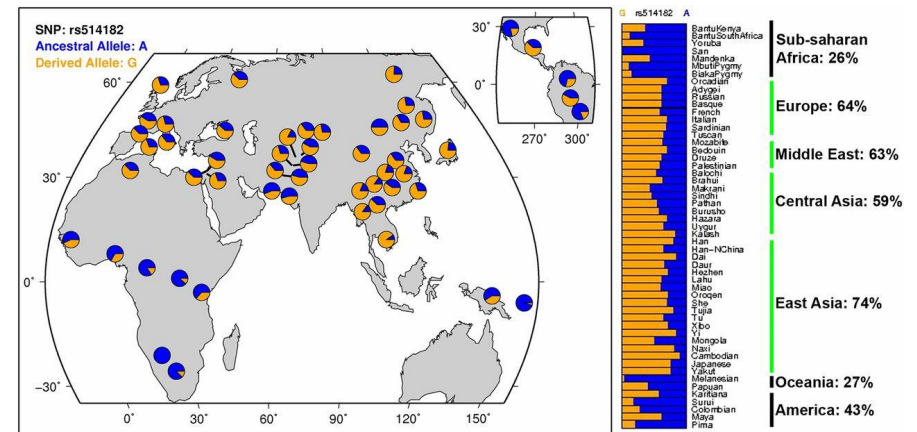 SNP: rs514182
Ancestral Allele: A
Derived Allele: G
60˚
30˚
0˚
−30˚
0˚
30˚
60˚
90˚
120˚
150˚
30˚
0˚
270˚
300˚
G rs514182 A
BantuKenya
BantuSouthAfrica
Yoruba
San
Mandenka
MbutiPygmy
BiakaPygmy
Orcadian
Adygei
Russian
Basque
French
Italian
Sardinian
Tuscan
Mozabite
Bedouin
Druze
Palestinian
Balochi
Brahui
Makrani
Sindhi
Pathan
Burusho
Hazara
Uygur
Kalash
Han
Han−NChina
Dai
Daur
Hezhen
Lahu
Miao
Oroqen
She
Tujia
Tu
Xibo
Yi
Mongola
Naxi
Cambodian
Japanese
Yakut
Melanesian
Papuan
Karitiana
Surui
Colombian
Maya
Pima
Sub-saharan
Africa: 26%
Europe: 64%
Middle East: 63%
Central Asia: 59%
East Asia: 74%
Oceania: 27%
America: 43%